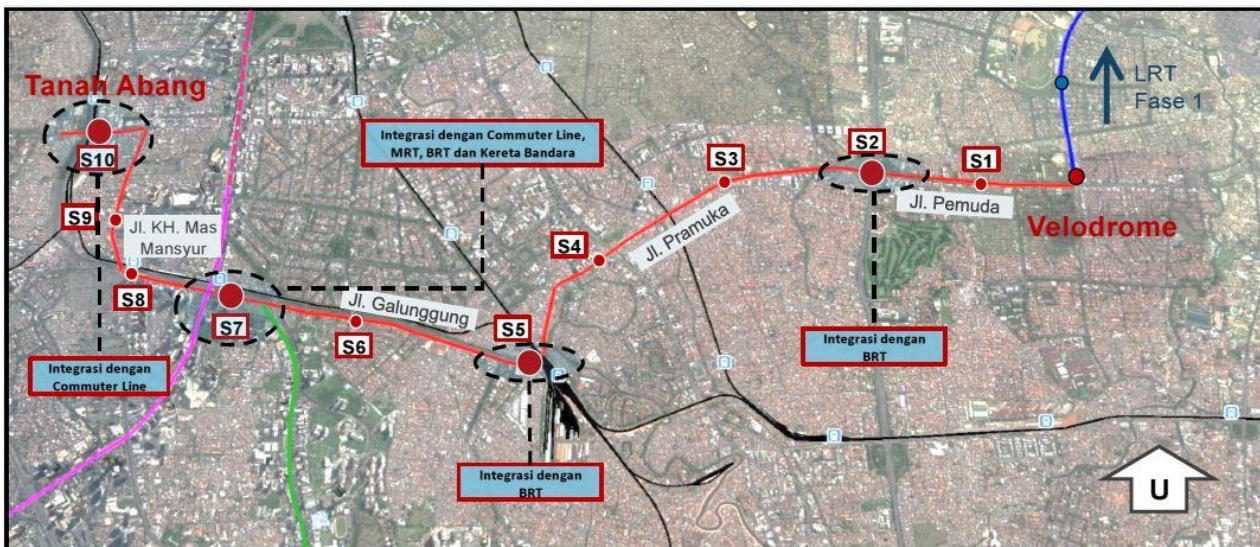 Tanah Abang
S10
S9
Jl. KH. Mas
Mansyur
S8
S7
Integrasi dengan
Commuter Line
Integrasi dengan Commuter Line,
MRT, BRT dan Kereta Bandara
Jl. Galunggung
S6
S5
Integrasi dengan
BRT
S4
Jl. Pramuka
S3
S2
Integrasi dengan
BRT
S1
Jl. Pemuda
Velodrome
LRT
Fase 1
U